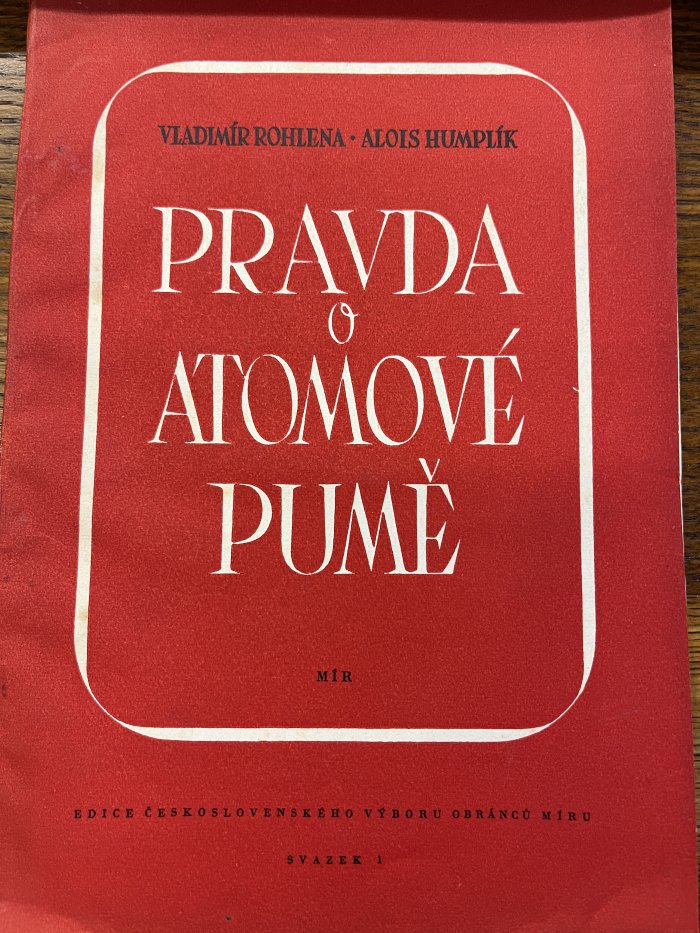 VLADIMÍR ROHLENA • ALOIS HUMPLÍK
PRAVDA
O
ATOMOVÉ
PUMĚ
MÍR
EDICE ČESKOSLOVENSKÉHO VÝBORU OBRÁNCŮ MÍRU
SVAZEK 1